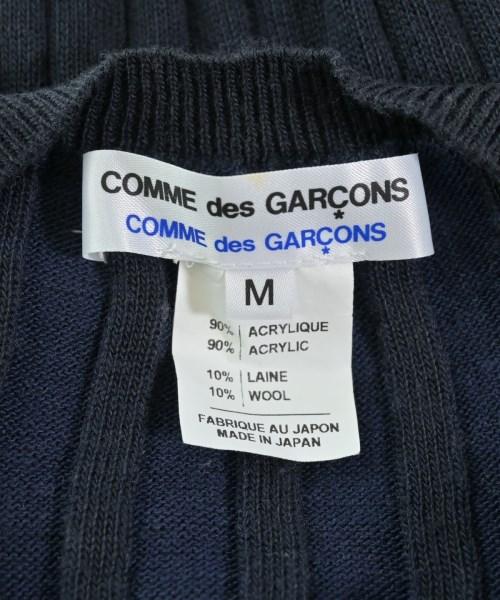 COMME des GARÇONS
COMME des GARÇONS
M
90% ACRYLIQUE
90% ACRYLIC
10% LAINE
10% WOOL
FABRIQUE AU JAPON
MADE IN JAPAN